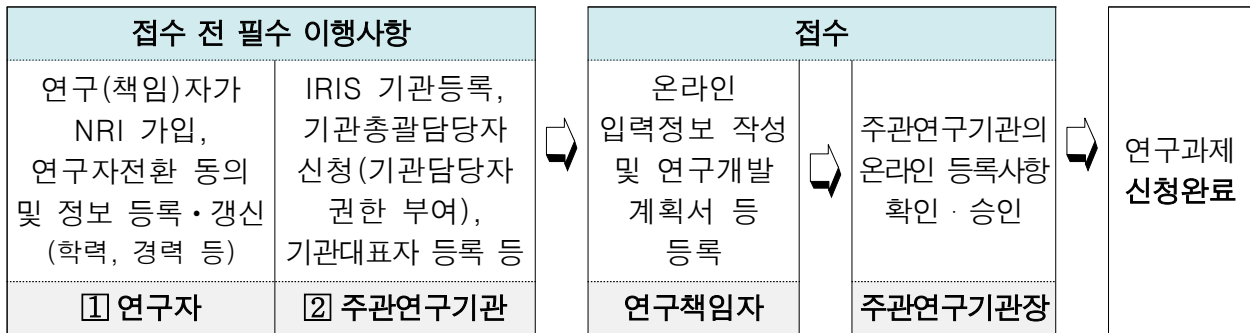 접수 전 필수 이행사항
연구(책임)자가
NRI 가입,
연구자전환 동의
및 정보 등록・갱신
(학력, 경력 등)
① 연구자
IRIS 기관등록,
기관총괄담당자
신청(기관담당자
권한 부여),
기관대표자 등록 등
② 주관연구기관
접수
온라인
입력정보 작성
및 연구개발
계획서 등
등록
연구책임자
주관연구기관의
온라인 등록사항
확인 · 승인
주관연구기관장
연구과제
신청완료